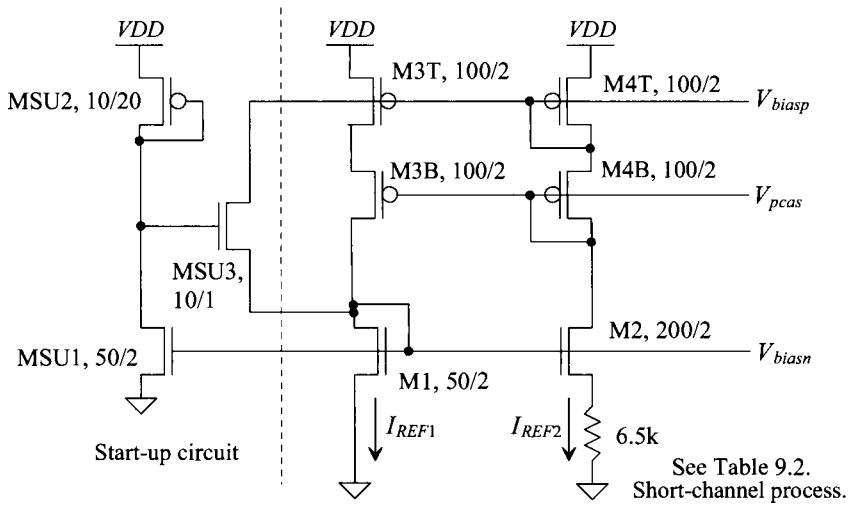 VDD
VDD
VDD
MSU2, 10/20
M3T, 100/2
M4T, 100/2
V_biasp
M3B, 100/2
M4B, 100/2
V_pcas
MSU3,
10/1
MSU1, 50/2
M1, 50/2
M2, 200/2
V_biasn
Start-up circuit
I_REF1
I_REF2
6.5k
See Table 9.2.
Short-channel process.